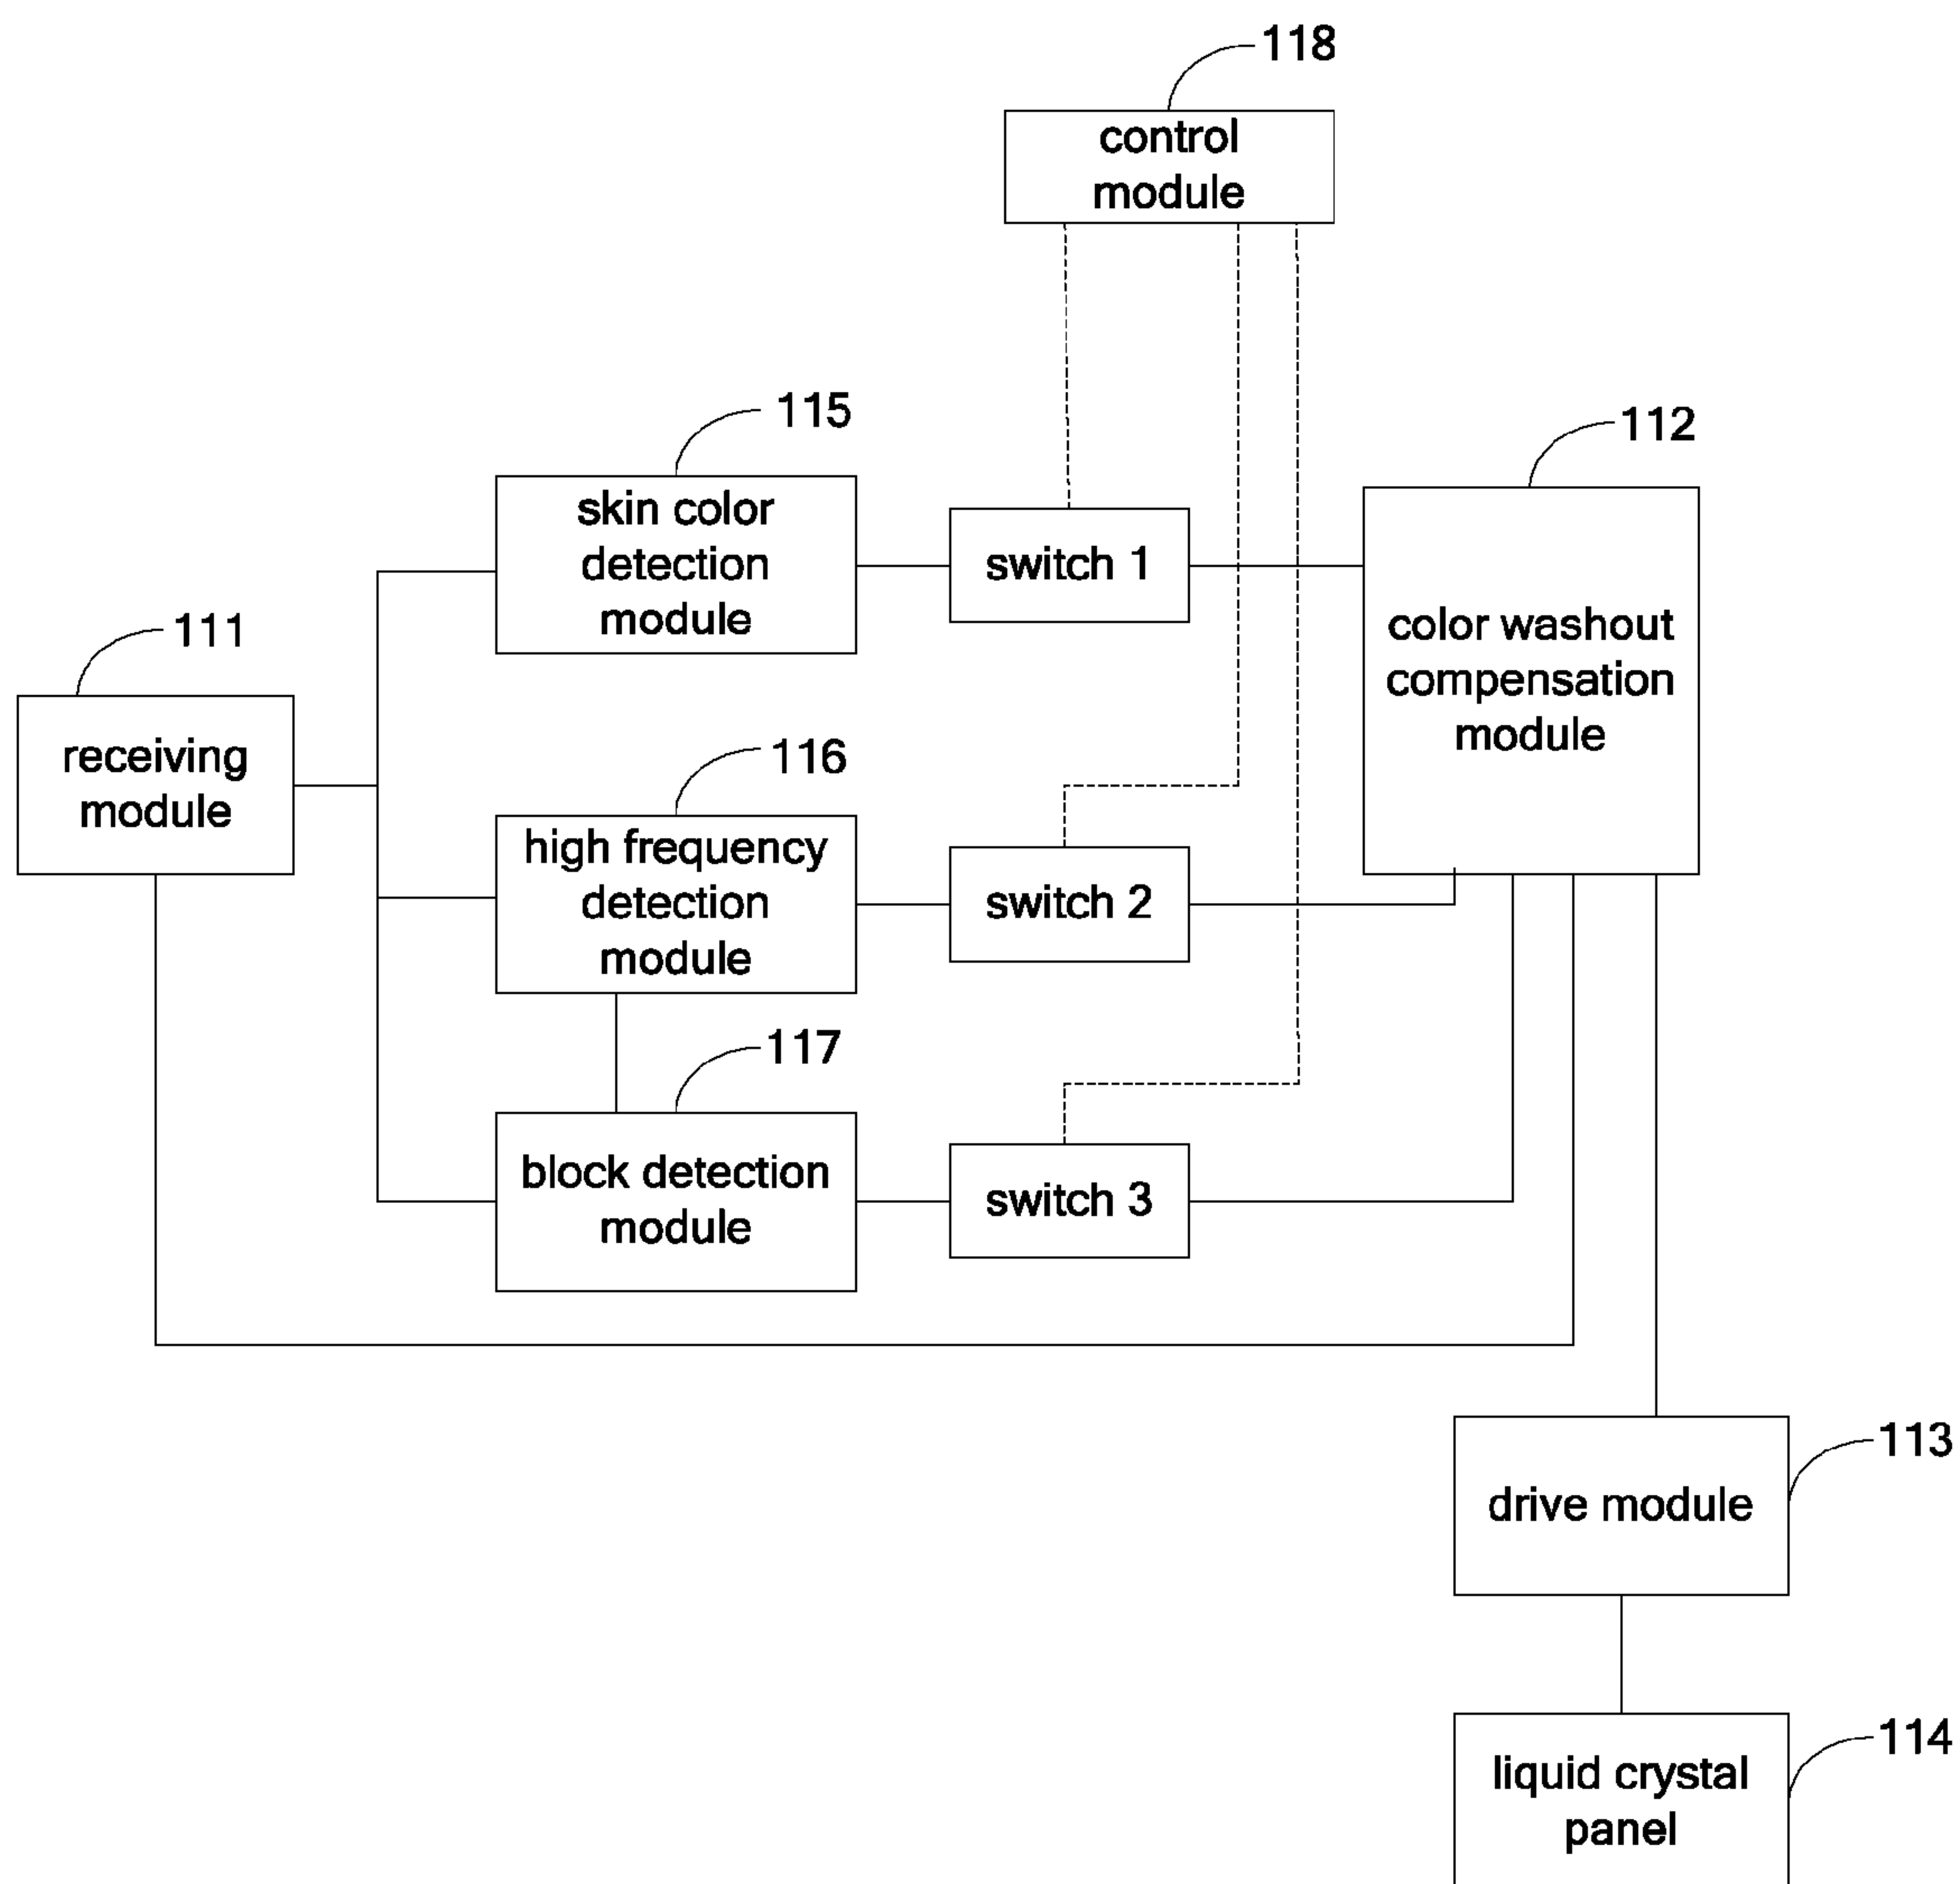 118
control
module
115
skin color
detection
module
switch 1
112
color washout
compensation
module
111
receiving
module
116
high frequency
detection
module
switch 2
117
block detection
module
switch 3
113
drive module
114
liquid crystal
panel